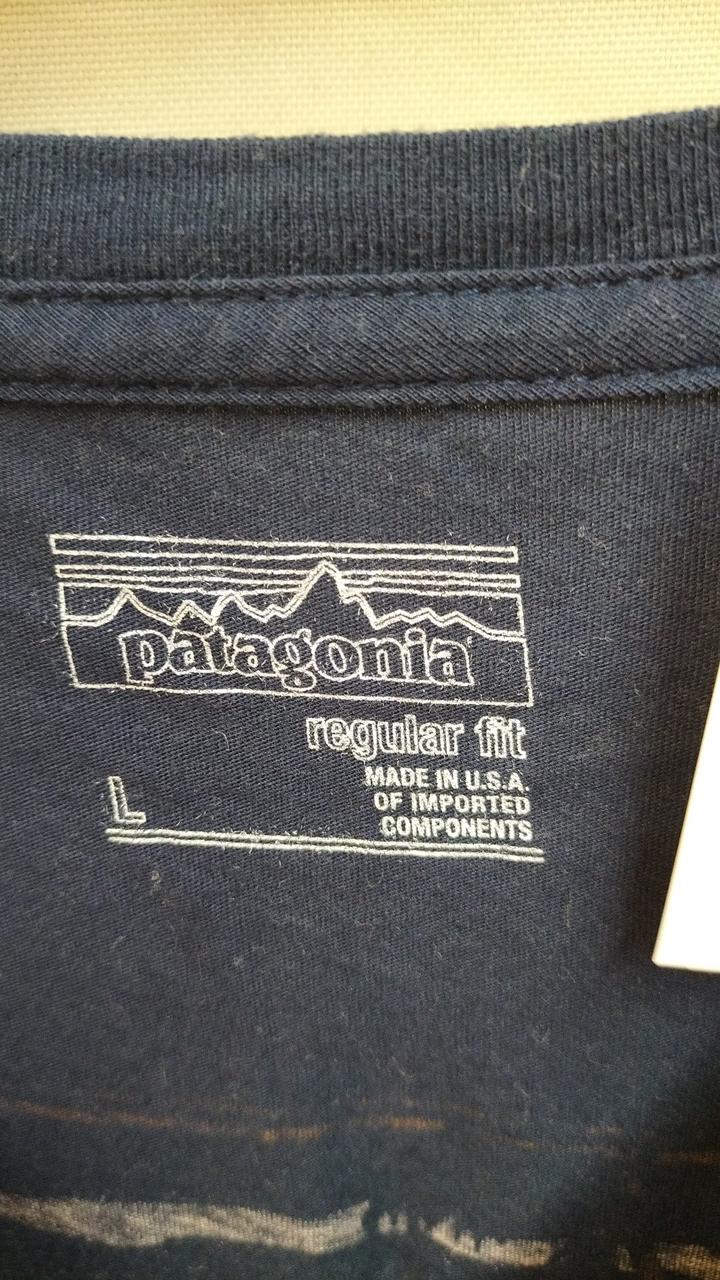 patagonia
regular fit
L
MADE IN U.S.A.
OF IMPORTED
COMPONENTS